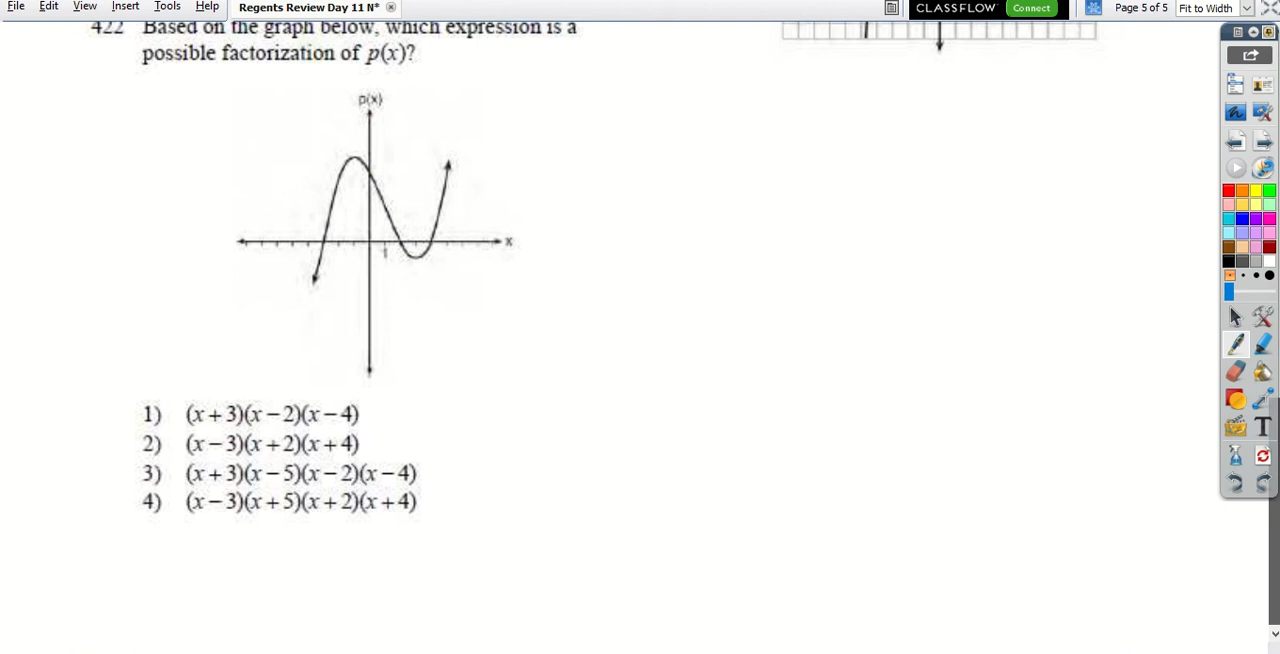 File Edit View Insert Tools Help Regents Review Day 11 N* CLASSFLOW Connect Page 5 of 5 Fit to Width
422 Based on the graph below, which expression is a
possible factorization of p(x)?
p(x)
x
1
1) (x+3)(x−2)(x−4)
2) (x−3)(x+2)(x+4)
3) (x+3)(x−5)(x−2)(x−4)
4) (x−3)(x+5)(x+2)(x+4)
T